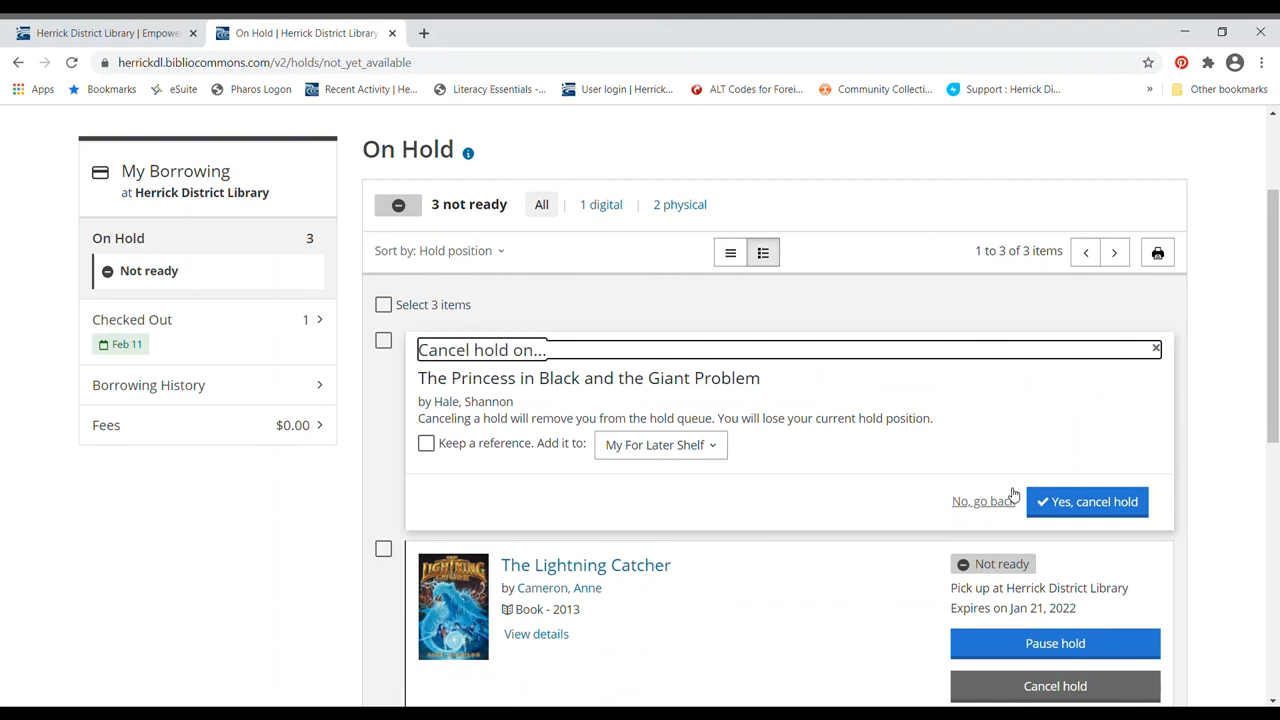 Herrick District Library | Empowe
On Hold | Herrick District Library
herrickdl.bibliocommons.com/v2/holds/not_yet_available
Apps Bookmarks eSuite Pharos Logon Recent Activity | He... Literacy Essentials -... User login | Herrick... ALT Codes for Forei... Community Collecti... Support : Herrick Di... » Other bookmarks
My Borrowing
at Herrick District Library
On Hold 3
Not ready
Checked Out 1
Feb 11
Borrowing History
Fees $0.00
On Hold
3 not ready All 1 digital 2 physical
Sort by: Hold position 1 to 3 of 3 items
Select 3 items
Cancel hold on...
The Princess in Black and the Giant Problem
by Hale, Shannon
Canceling a hold will remove you from the hold queue. You will lose your current hold position.
Keep a reference. Add it to: My For Later Shelf
No, go back Yes, cancel hold
LIGHTNING
CATCHER
The Lightning Catcher
by Cameron, Anne
Book - 2013
View details
Not ready
Pick up at Herrick District Library
Expires on Jan 21, 2022
Pause hold
Cancel hold